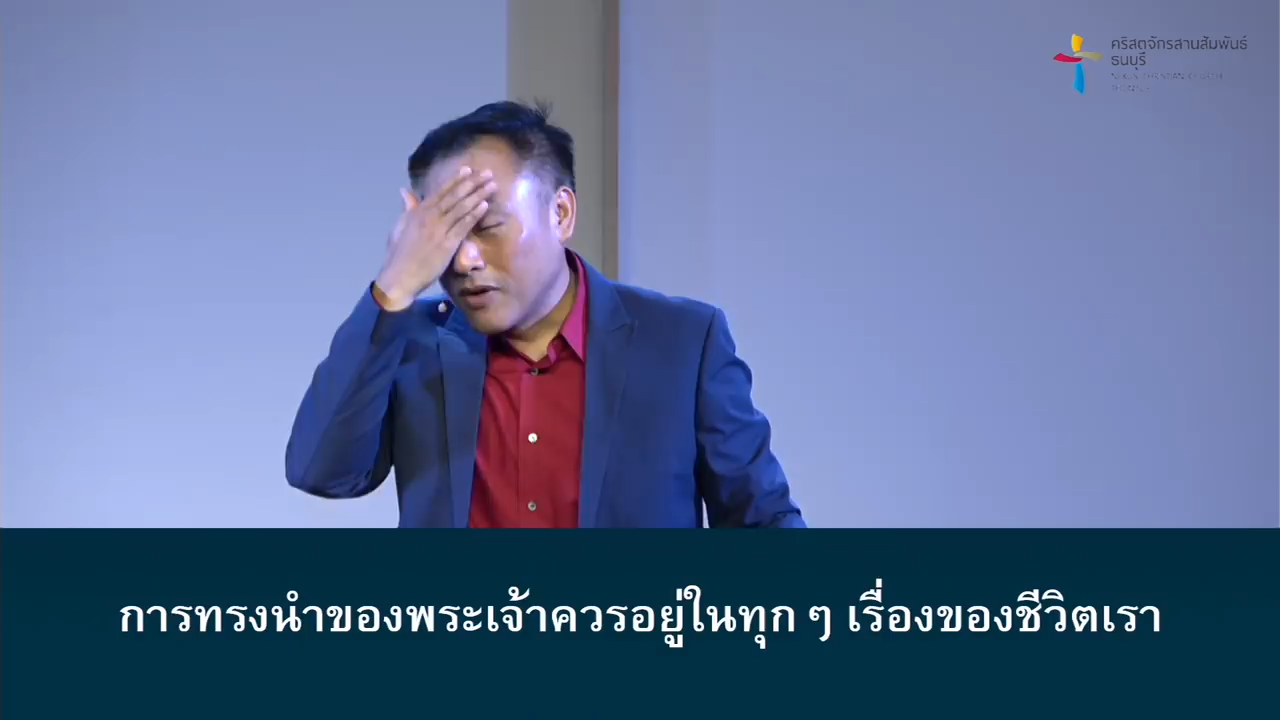 คริสตจักรสานสัมพันธ์
ธนบุรี
การทรงนำของพระเจ้าควรอยู่ในทุก ๆ เรื่องของชีวิตเรา